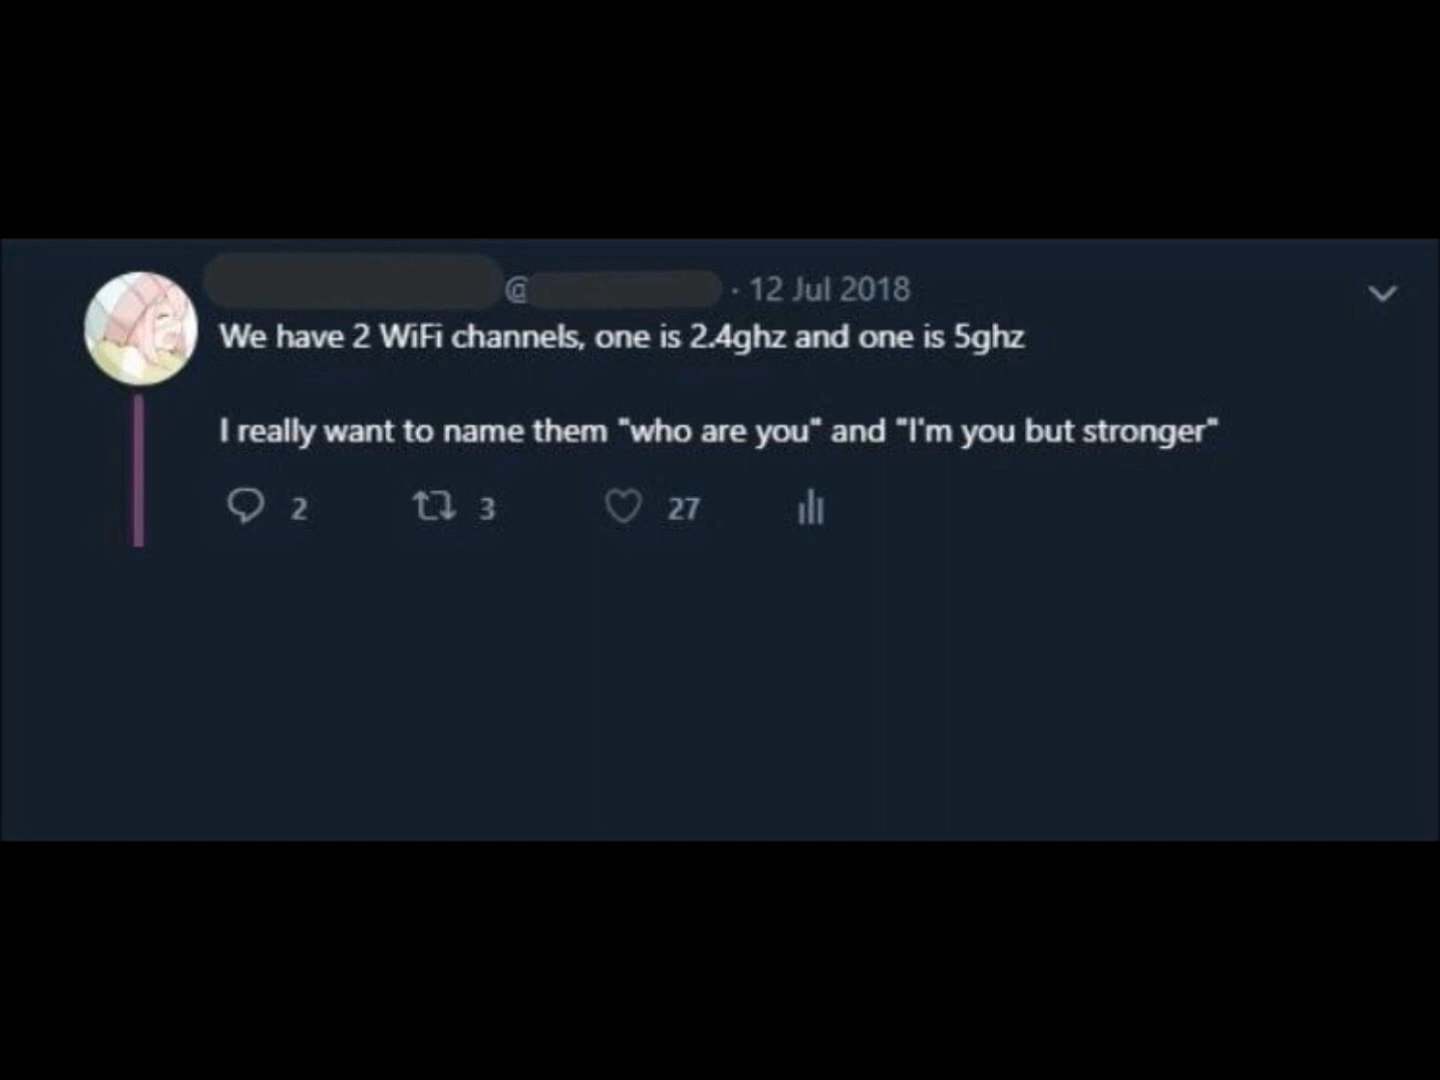 @ · 12 Jul 2018
We have 2 WiFi channels, one is 2.4ghz and one is 5ghz
I really want to name them "who are you" and "I'm you but stronger"
2 3 27